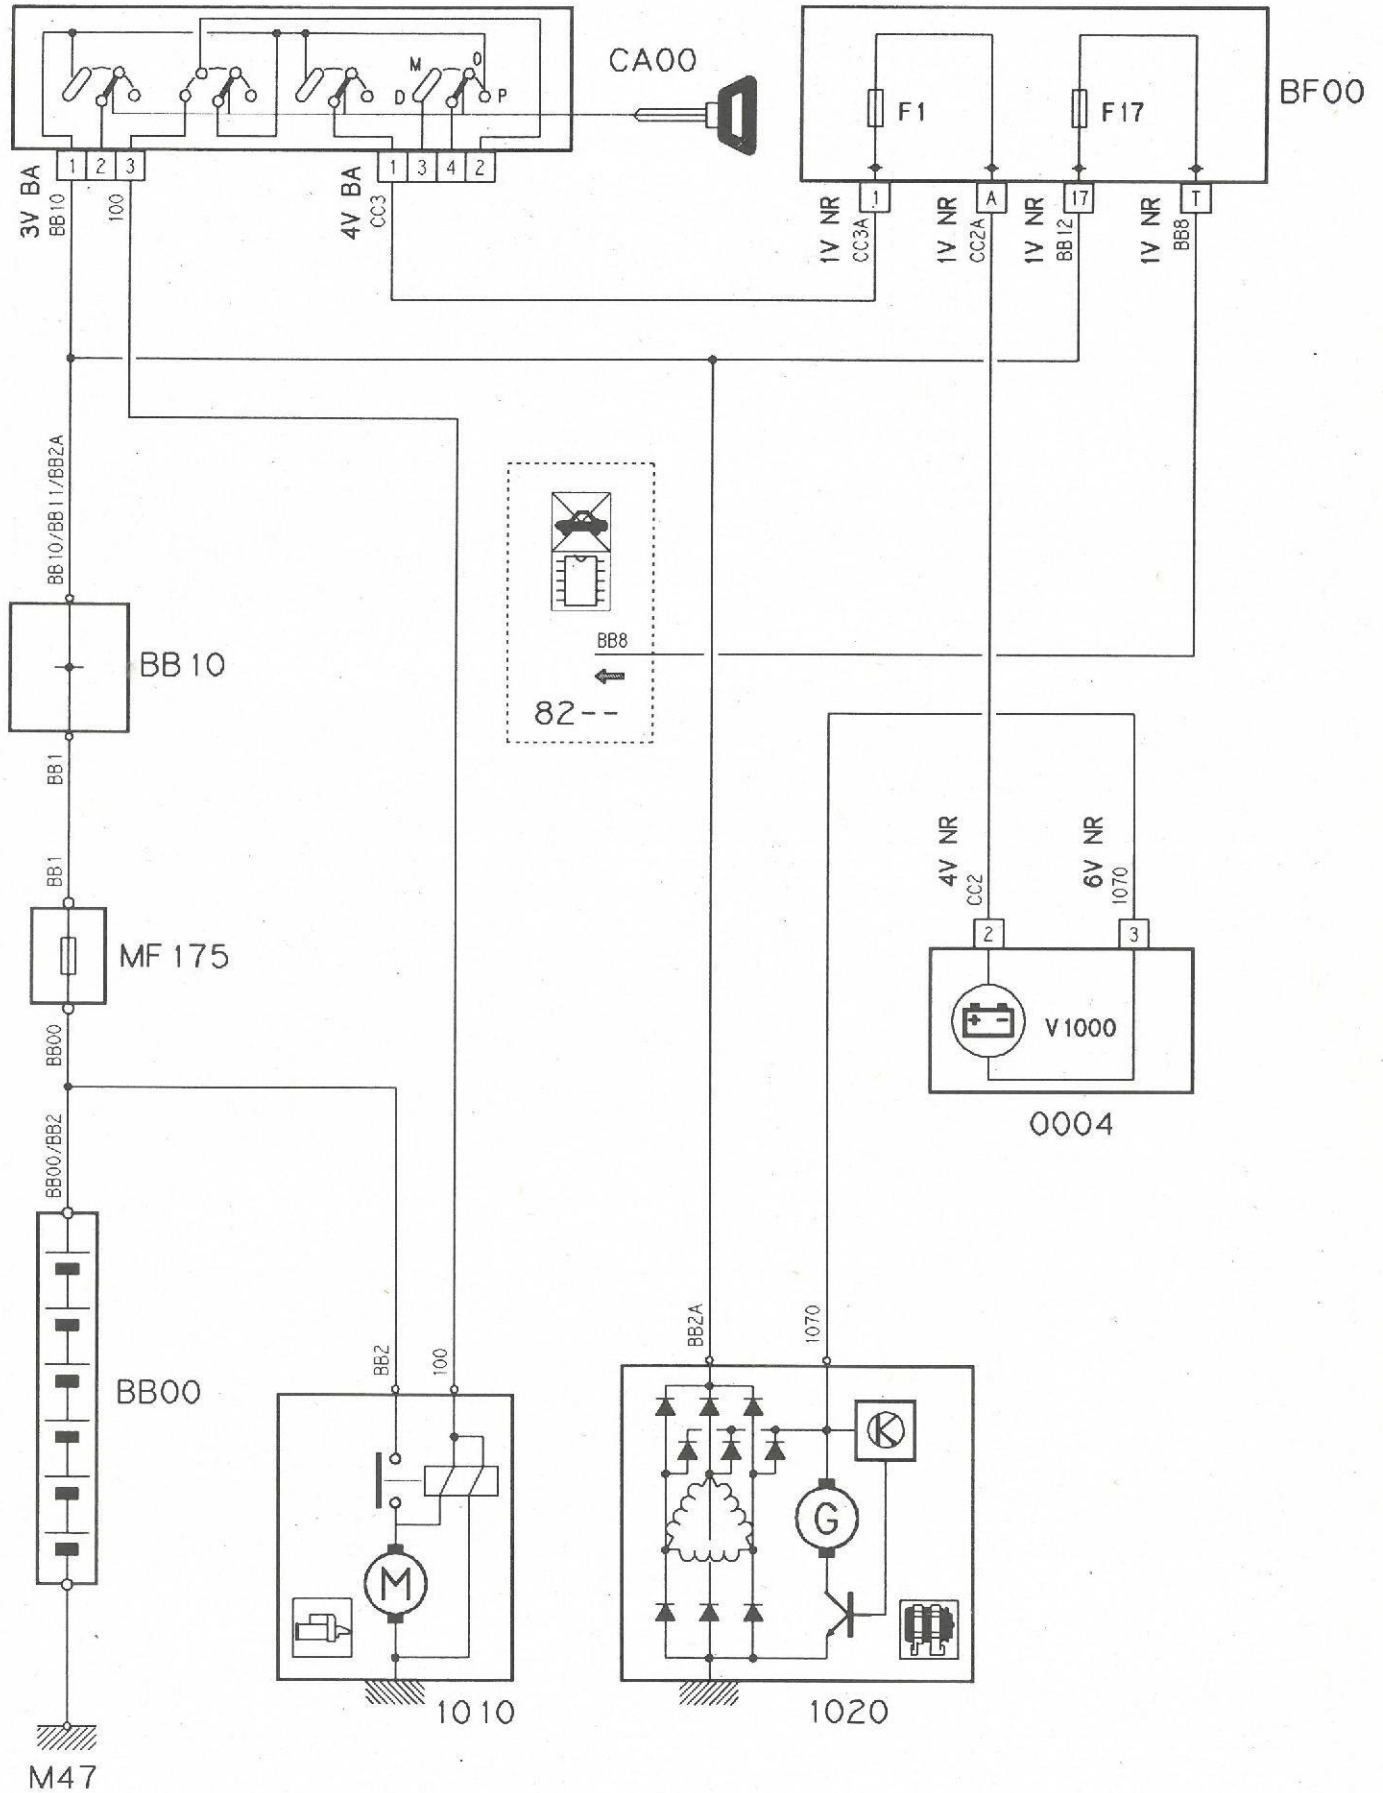 CA00
BF00
M
O
D
P
F1
F17
1
2
3
1
3
4
2
1
A
17
T
3V BA
BB10
100
4V BA
CC3
1V NR
CC3A
1V NR
CC2A
1V NR
BB12
1V NR
BB8
BB10/BB11/BB2A
BB10
BB8
82--
BB1
BB1
MF175
4V NR
CC2
6V NR
1070
2
3
+ -
V1000
0004
BB00
BB00/BB2
BB00
BB2
100
BB2A
1070
K
G
M
1010
1020
M47